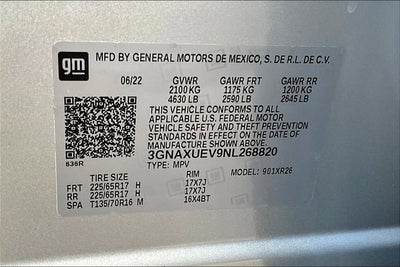 gm
MFD BY GENERAL MOTORS DE MEXICO, S. DE R.L. DE C.V.
06/22 GVWR GAWR FRT GAWR RR
2100 KG 1175 KG 1200 KG
4630 LB 2590 LB 2645 LB
THIS VEHICLE CONFORMS TO ALL
APPLICABLE U.S. FEDERAL MOTOR
VEHICLE SAFETY AND THEFT PREVENTION
STANDARDS IN EFFECT ON THE DATE OF
MANUFACTURE SHOWN ABOVE.
3GNAXUEV9NL268820
636R TYPE: MPV MODEL: 901XR26
TIRE SIZE RIM
FRT 225/65R17 H 17X7J
RR 225/65R17 H 17X7J
SPA T135/70R16 M 16X4BT